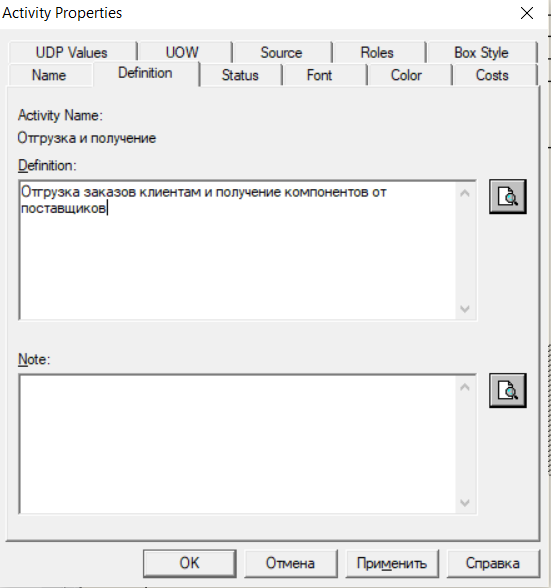 Activity Properties
UDP Values UOW Source Roles Box Style
Name Definition Status Font Color Costs
Activity Name:
Отгрузка и получение
Definition:
Отгрузка заказов клиентам и получение компонентов от
поставщиков
Note:
OK Отмена Применить Справка